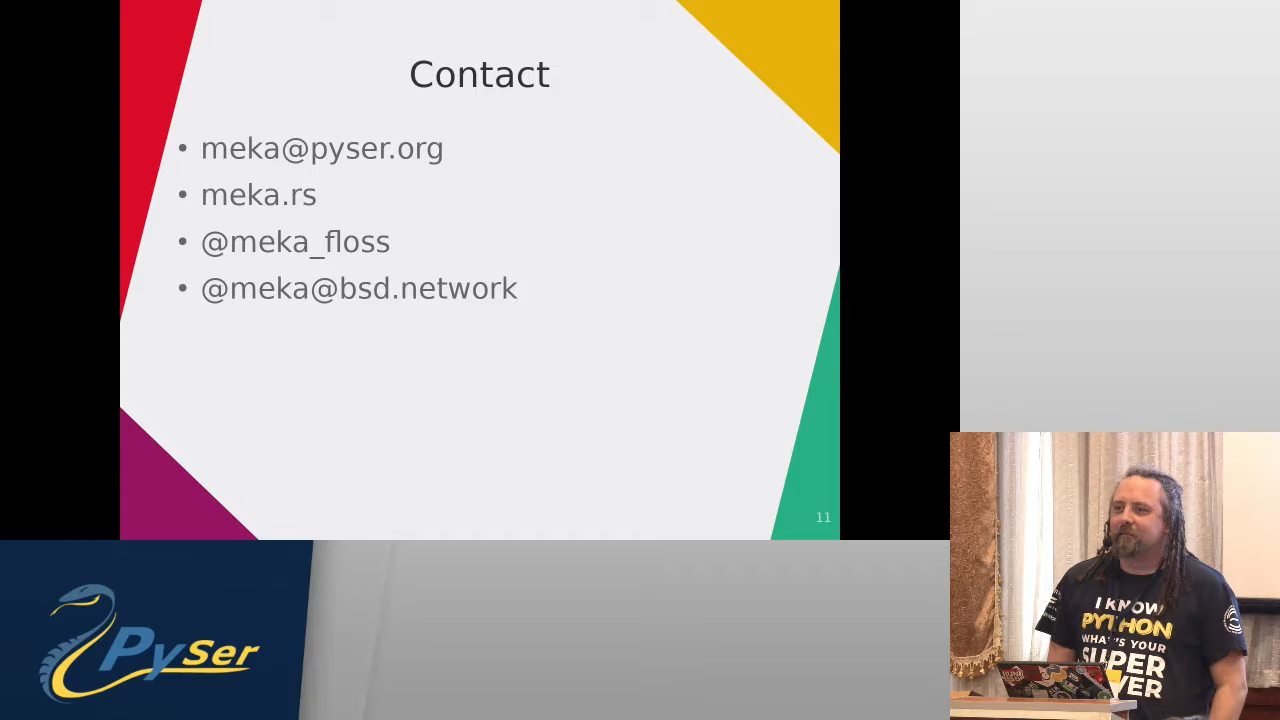 Contact
• meka@pyser.org
• meka.rs
• @meka_floss
• @meka@bsd.network
11
PySer
I KNOW
PYTHON
WHAT'S YOUR
SUPER